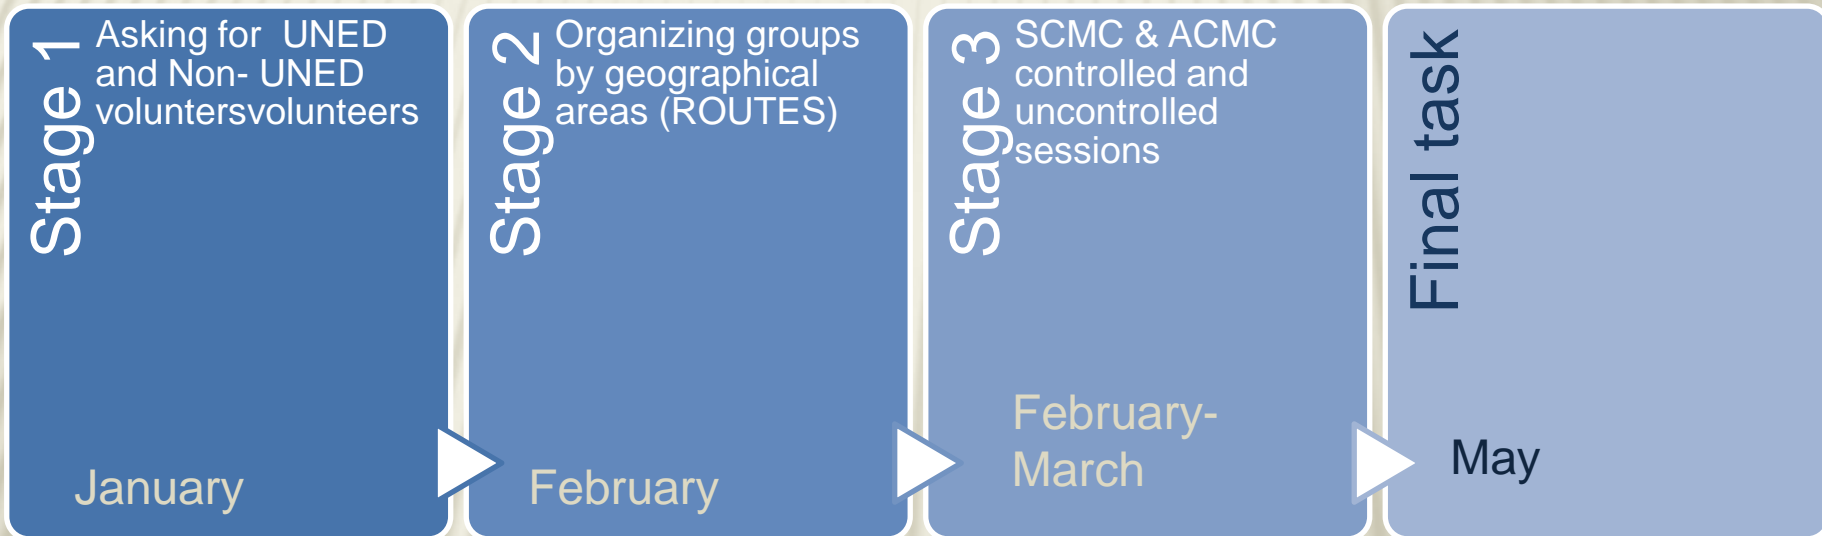 Stage 1
Asking for  UNED
and Non- UNED
voluntersvolunteers
January
Stage 2
Organizing groups
by geographical
areas (ROUTES)
February
Stage 3
SCMC & ACMC
controlled and
uncontrolled
sessions
February-
March
Final task
May